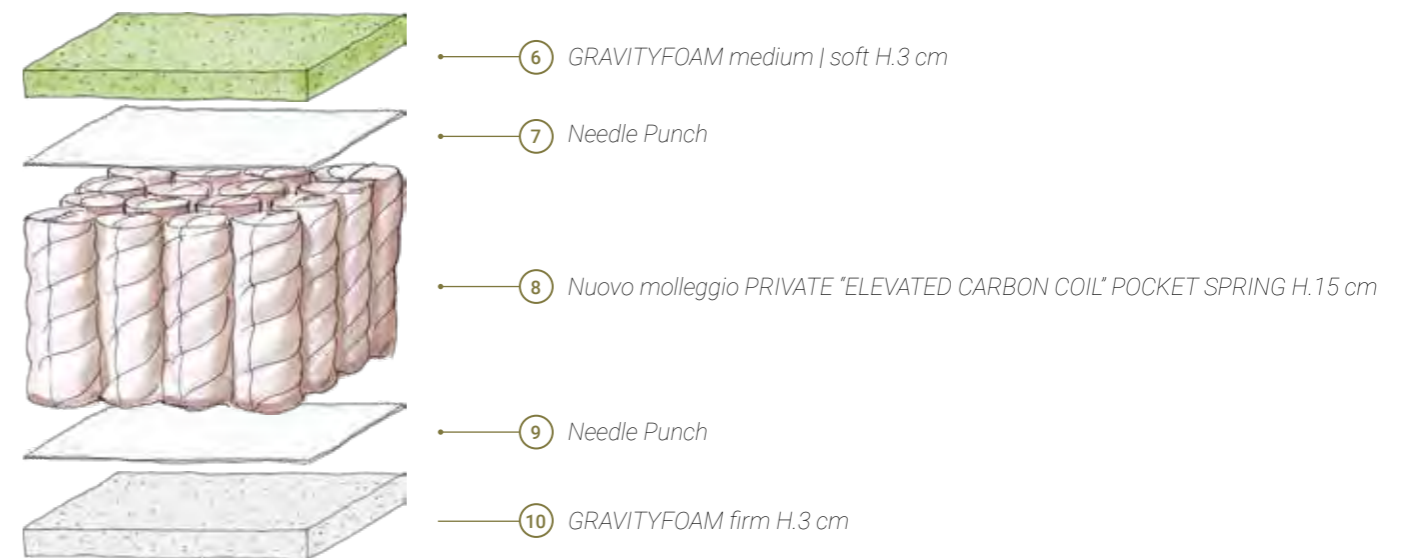 6 GRAVITYFOAM medium | soft H.3 cm
7 Needle Punch
8 Nuovo molleggio PRIVATE "ELEVATED CARBON COIL" POCKET SPRING H.15 cm
9 Needle Punch
10 GRAVITYFOAM firm H.3 cm